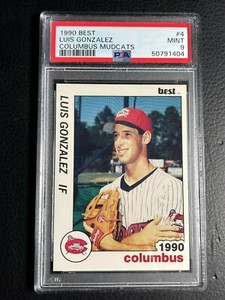 1990 BEST #4
LUIS GONZALEZ MINT
COLUMBUS MUDCATS 9
PSA 50791404
best
LUIS GONZALEZ IF
1990
columbus